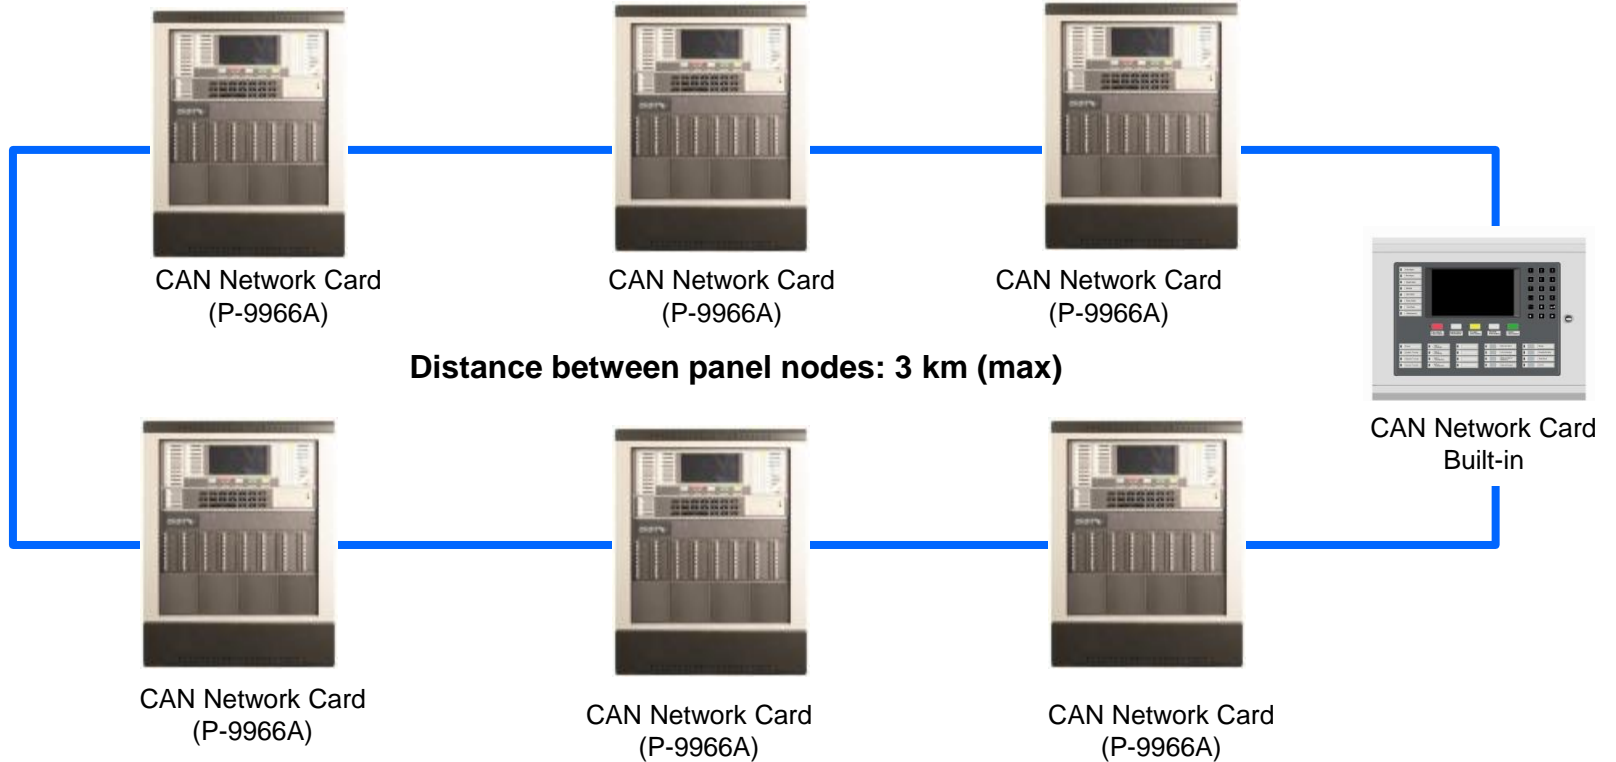 CAN Network Card
(P-9966A)
CAN Network Card
(P-9966A)
CAN Network Card
(P-9966A)
Distance between panel nodes: 3 km (max)
CAN Network Card
Built-in
CAN Network Card
(P-9966A)
CAN Network Card
(P-9966A)
CAN Network Card
(P-9966A)